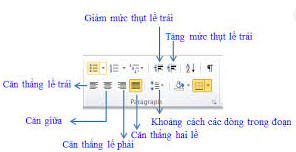 Giảm mức thụt lề trái
Tăng mức thụt lề trái
Căn thẳng lề trái
Paragraph
Căn giữa
Khoảng cách các dòng trong đoạn
Căn thẳng hai lề
Căn thẳng lề phải